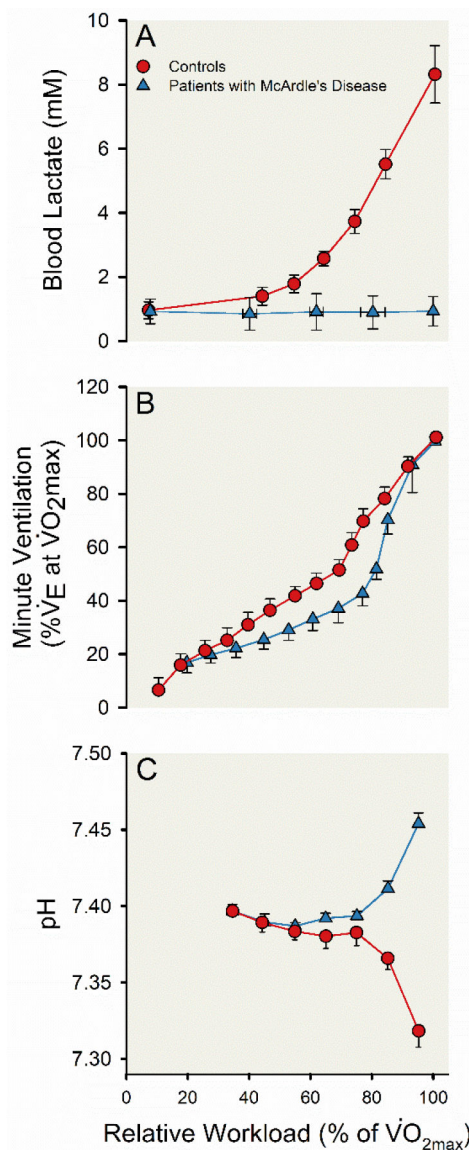 A
Controls
Patients with McArdle's Disease
Blood Lactate (mM)
10
8
6
4
2
0
B
Minute Ventilation
(%V̇E at V̇O2max)
120
100
80
60
40
20
0
C
pH
7.50
7.45
7.40
7.35
7.30
0 20 40 60 80 100
Relative Workload (% of V̇O2max)